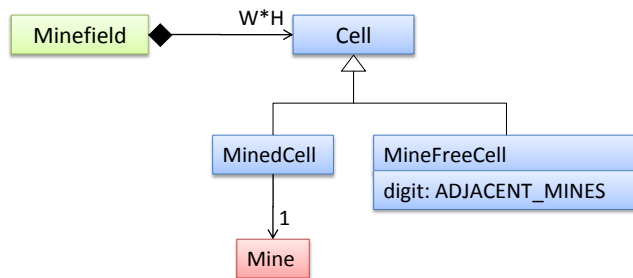 W*H
Minefield
Cell
MinedCell
MineFreeCell
digit: ADJACENT_MINES
1
Mine